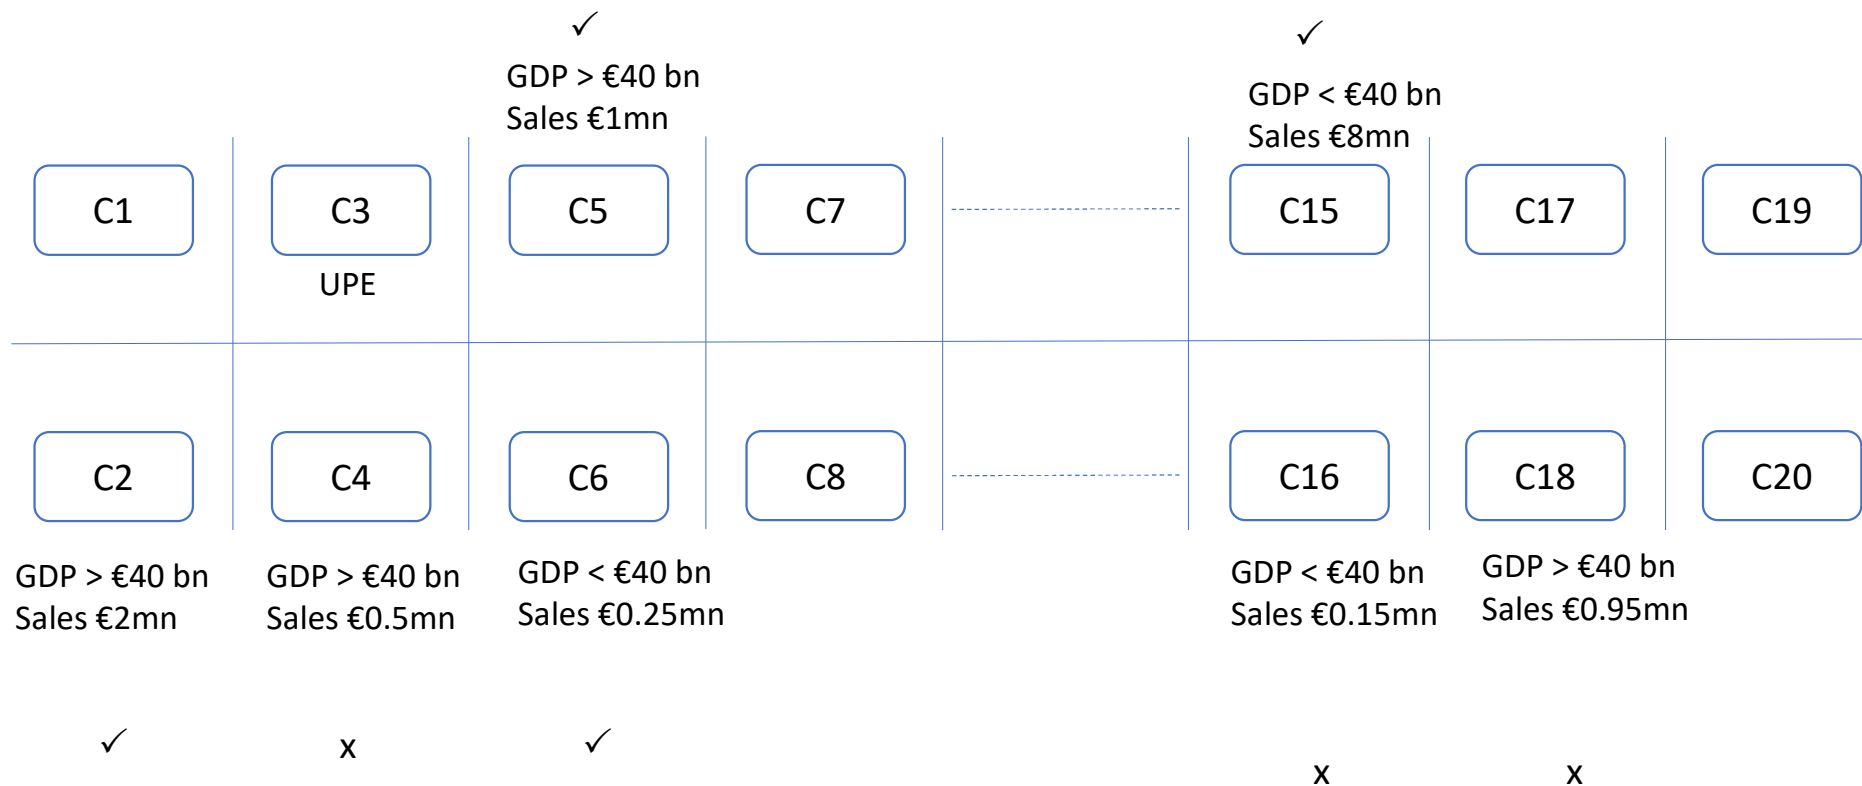 ✓
✓
GDP > €40 bn
Sales €1mn
GDP < €40 bn
Sales €8mn
C1
C3
C5
C7
C15
C17
C19
UPE
C2
C4
C6
C8
C16
C18
C20
GDP > €40 bn
Sales €2mn
GDP > €40 bn
Sales €0.5mn
GDP < €40 bn
Sales €0.25mn
GDP < €40 bn
Sales €0.15mn
GDP > €40 bn
Sales €0.95mn
✓
x
✓
x
x